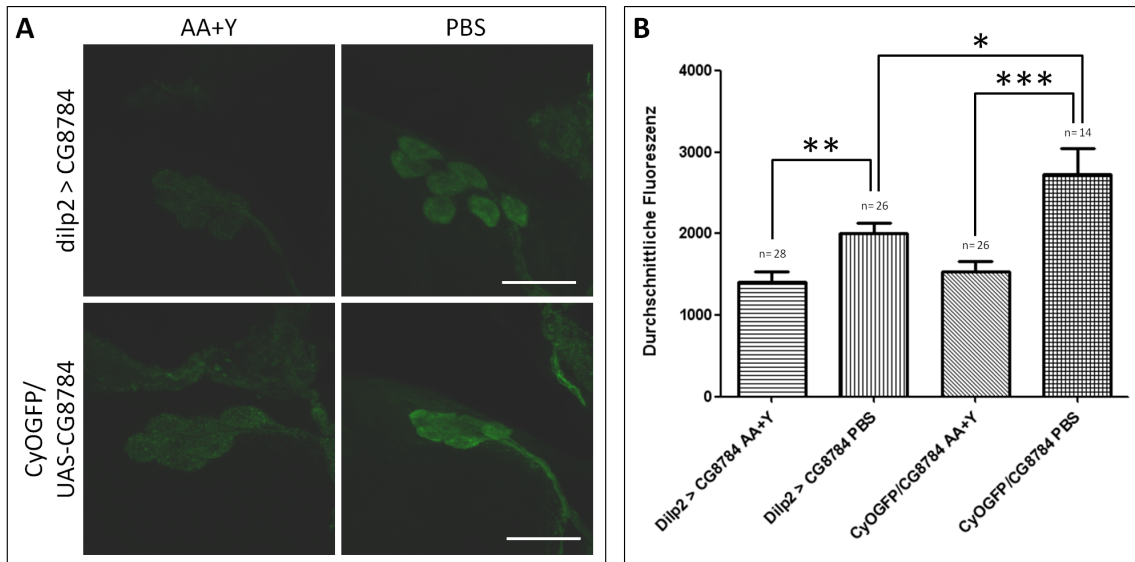 A
AA+Y
PBS
dilp2 > CG8784
CyOGFP/
UAS-CG8784
B
*
***
**
4000
3000
2000
1000
0
Durchschnittliche Fluoreszenz
n= 28
n= 26
n= 26
n= 14
Dilp2 > CG8784 AA+Y
Dilp2 > CG8784 PBS
CyOGFP/CG8784 AA+Y
CyOGFP/CG8784 PBS